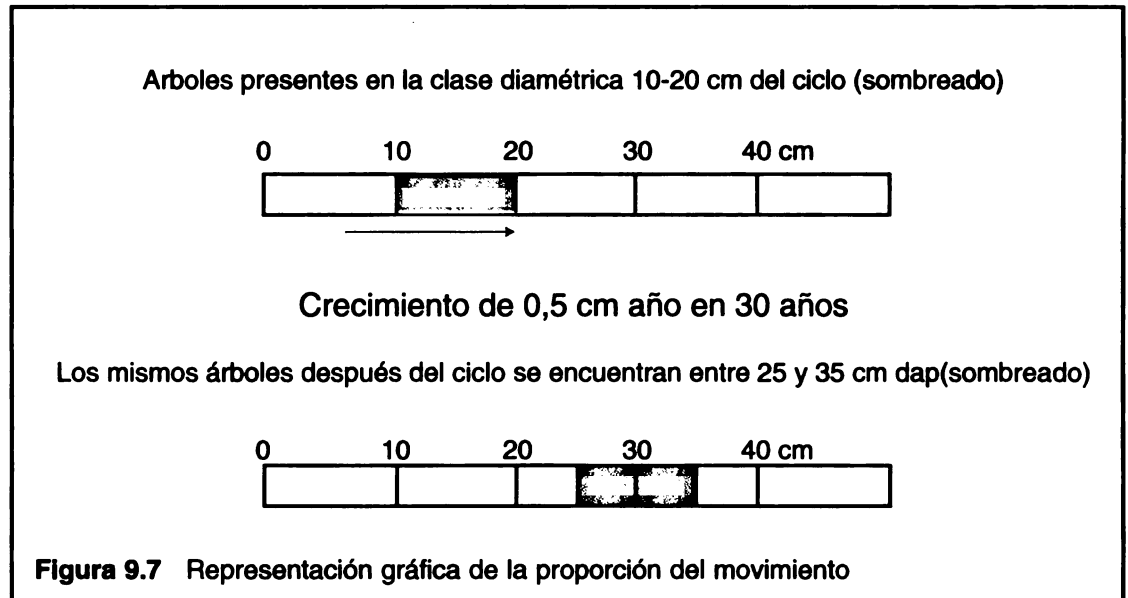 Arboles presentes en la clase diamétrica 10-20 cm del ciclo (sombreado)
0 10 20 30 40 cm
Crecimiento de 0,5 cm año en 30 años
Los mismos árboles después del ciclo se encuentran entre 25 y 35 cm dap(sombreado)
0 10 20 30 40 cm
Figura 9.7 Representación gráfica de la proporción del movimiento